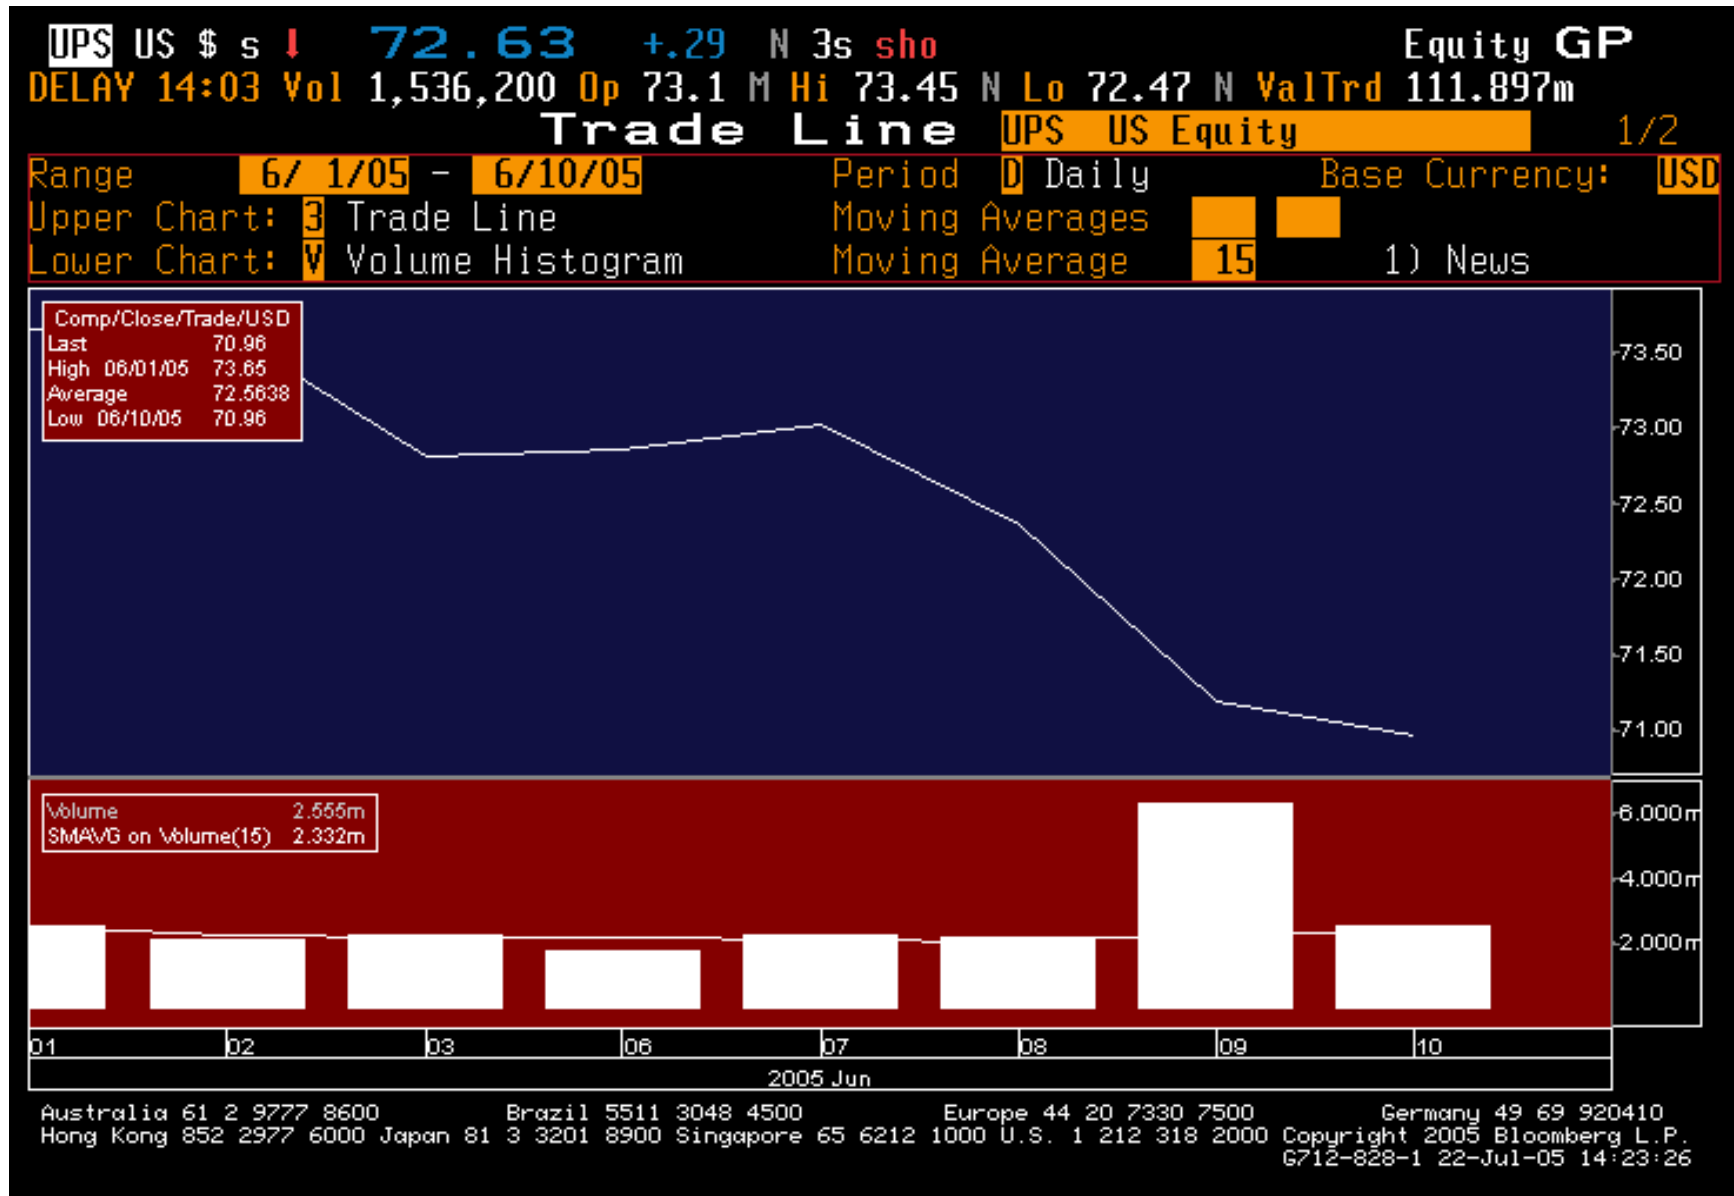 UPS US $ s ↓ 72.63 +.29 N 3s sho Equity GP
DELAY 14:03 Vol 1,536,200 Op 73.1 M Hi 73.45 N Lo 72.47 N ValTrd 111.897m
Trade Line UPS US Equity 1/2
Range 6/ 1/05 - 6/10/05 Period D Daily Base Currency: USD
Upper Chart: 3 Trade Line Moving Averages
Lower Chart: V Volume Histogram Moving Average 15 1) News
Comp/Close/Trade/USD
Last 70.96
High 06/01/05 73.65
Average 72.5638
Low 06/10/05 70.96
73.50
73.00
72.50
72.00
71.50
71.00
Volume 2.555m
SMAVG on Volume(15) 2.332m
6.000m
4.000m
2.000m
01 02 03 06 07 08 09 10
2005 Jun
Australia 61 2 9777 8600 Brazil 5511 3048 4500 Europe 44 20 7330 7500 Germany 49 69 920410
Hong Kong 852 2977 6000 Japan 81 3 3201 8900 Singapore 65 6212 1000 U.S. 1 212 318 2000 Copyright 2005 Bloomberg L.P.
G712-828-1 22-Jul-05 14:23:26